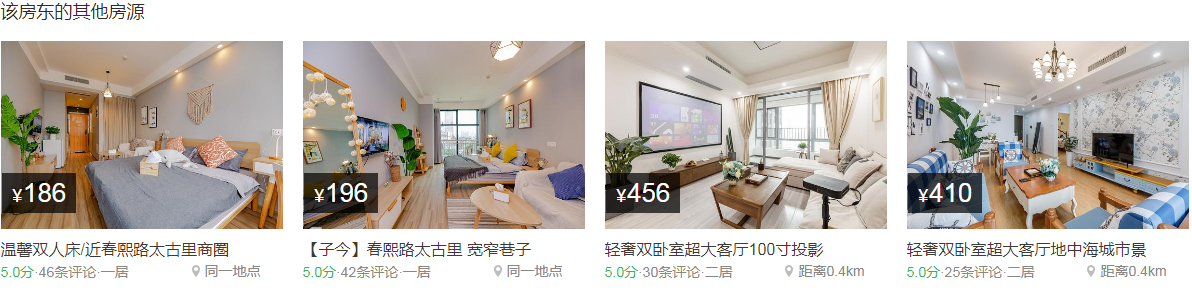 该房东的其他房源
¥186
¥196
¥456
¥410
温馨双人床/近春熙路太古里商圈
【子今】春熙路太古里 宽窄巷子
轻奢双卧室超大客厅100寸投影
轻奢双卧室超大客厅地中海城市景
5.0分·46条评论·一居 同一地点
5.0分·42条评论·一居 同一地点
5.0分·30条评论·二居 距离0.4km
5.0分·25条评论·二居 距离0.4km